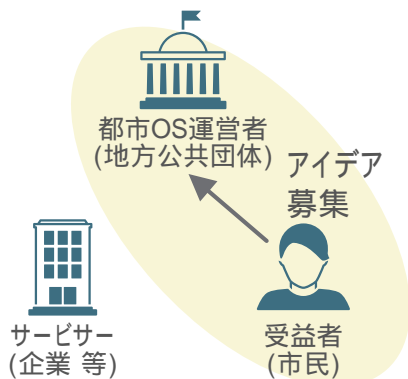 都市OS運営者
(地方公共団体)
アイデア
募集
サービサー
(企業 等)
受益者
(市民)